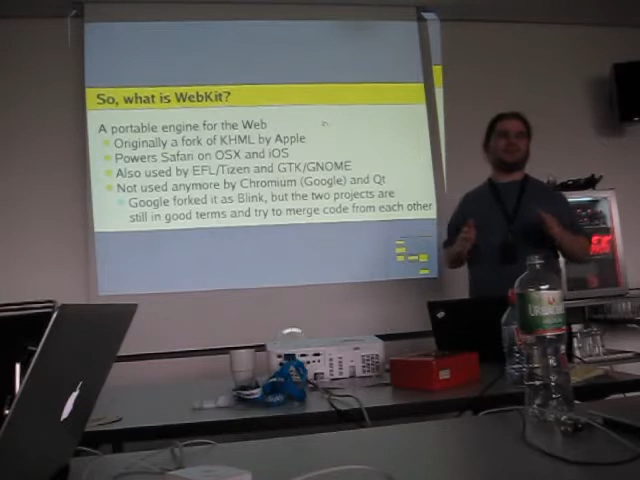 So, what is WebKit?
A portable engine for the Web
Originally a fork of KHML by Apple
Powers Safari on OSX and iOS
Also used by EFL/Tizen and GTK/GNOME
Not used anymore by Chromium (Google) and Qt
Google forked it as Blink, but the two projects are
still in good terms and try to merge code from each other